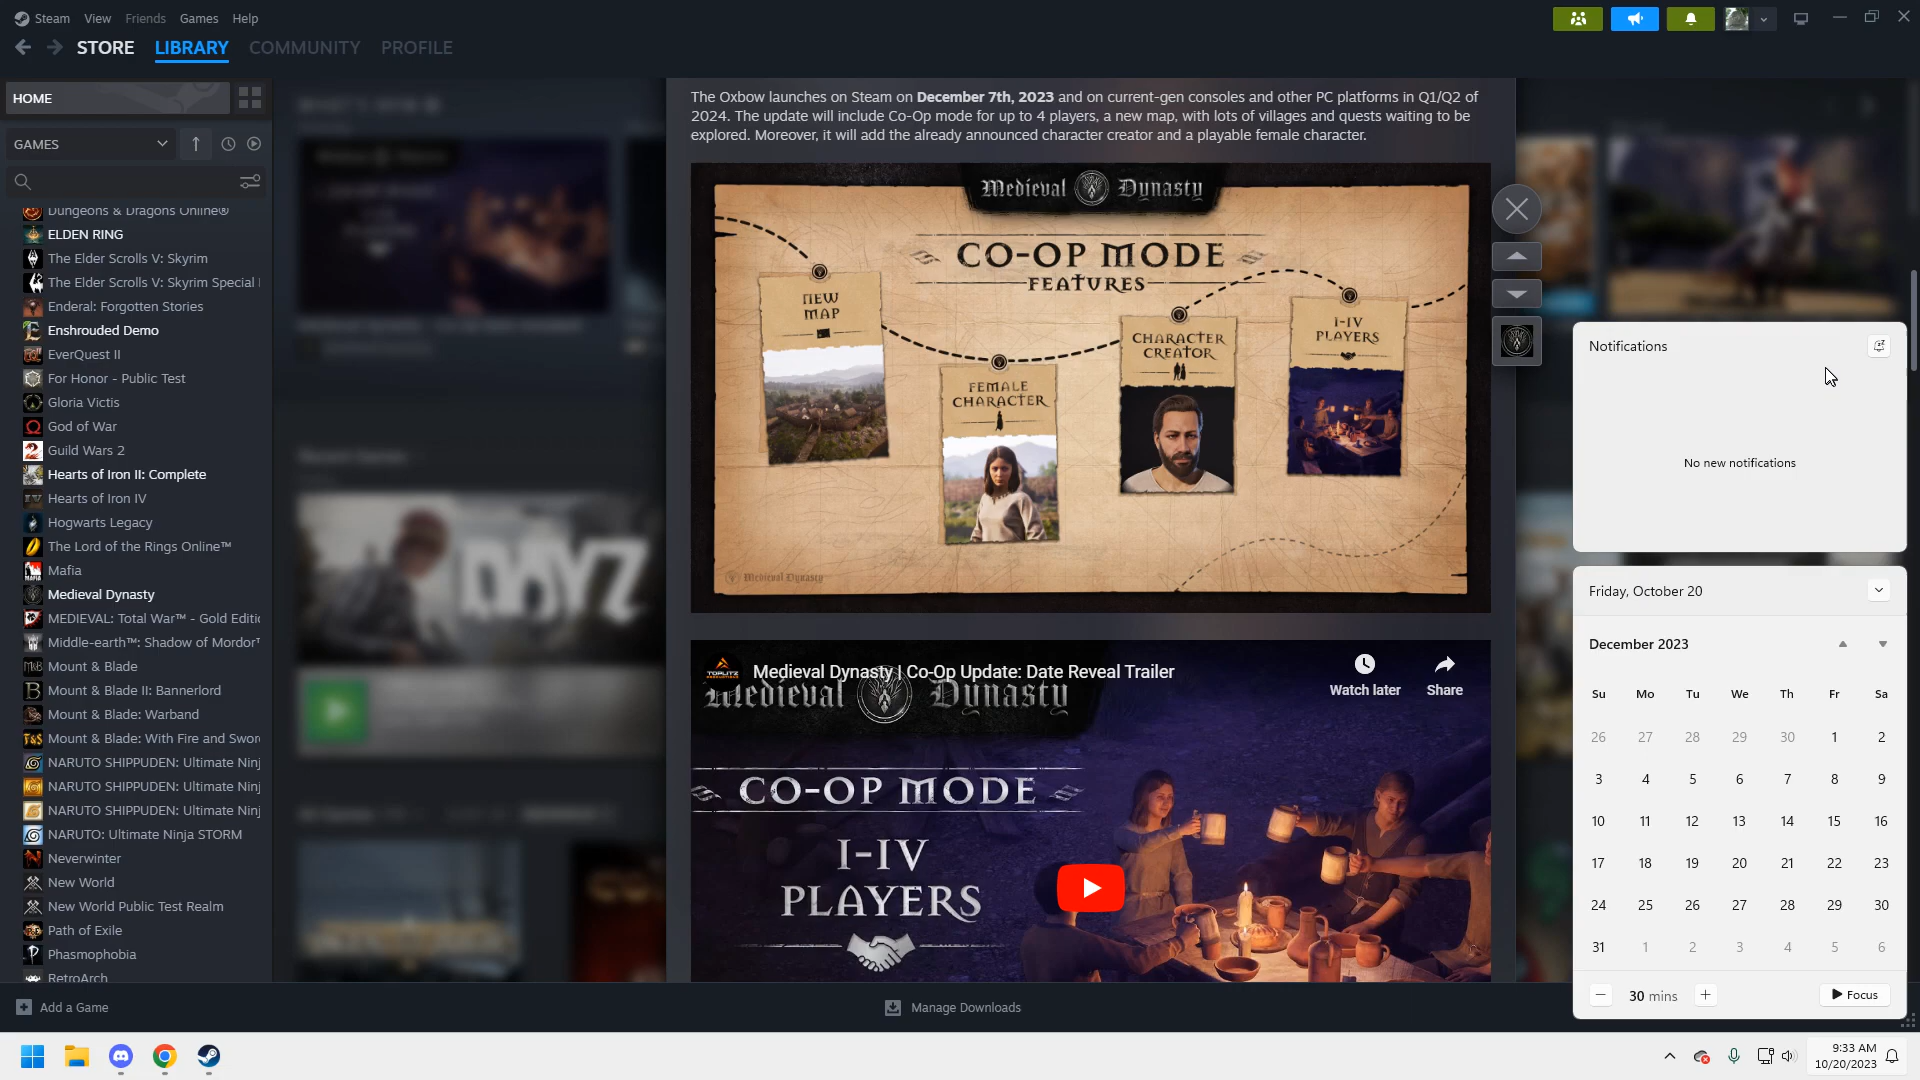 Steam View Friends Games Help
STORE LIBRARY COMMUNITY PROFILE
HOME
GAMES
Dungeons & Dragons Online®
ELDEN RING
The Elder Scrolls V: Skyrim
The Elder Scrolls V: Skyrim Special
Enderal: Forgotten Stories
Enshrouded Demo
EverQuest II
For Honor - Public Test
Gloria Victis
God of War
Guild Wars 2
Hearts of Iron II: Complete
Hearts of Iron IV
Hogwarts Legacy
The Lord of the Rings Online™
Mafia
Medieval Dynasty
MEDIEVAL: Total War™ - Gold Editi
Middle-earth™: Shadow of Mordor
Mount & Blade
Mount & Blade II: Bannerlord
Mount & Blade: Warband
Mount & Blade: With Fire and Swor
NARUTO SHIPPUDEN: Ultimate Ninj
NARUTO SHIPPUDEN: Ultimate Ninj
NARUTO SHIPPUDEN: Ultimate Ninj
NARUTO: Ultimate Ninja STORM
Neverwinter
New World
New World Public Test Realm
Path of Exile
Phasmophobia
RetroArch
Add a Game
DAYZ
The Oxbow launches on Steam on December 7th, 2023 and on current-gen consoles and other PC platforms in Q1/Q2 of
2024. The update will include Co-Op mode for up to 4 players, a new map, with lots of villages and quests waiting to be
explored. Moreover, it will add the already announced character creator and a playable female character.
Medieval Dynasty
CO-OP MODE
FEATURES
NEW
MAP
FEMALE
CHARACTER
CHARACTER
CREATOR
I-IV
PLAYERS
Medieval Dynasty
TOPLITZ
Medieval Dynasty | Co-Op Update: Date Reveal Trailer
Watch later
Share
Medieval Dynasty
CO-OP MODE
I-IV
PLAYERS
Manage Downloads
Notifications
No new notifications
Friday, October 20
December 2023
Su Mo Tu We Th Fr Sa
26 27 28 29 30 1 2
3 4 5 6 7 8 9
10 11 12 13 14 15 16
17 18 19 20 21 22 23
24 25 26 27 28 29 30
31 1 2 3 4 5 6
30 mins
Focus
9:33 AM
10/20/2023